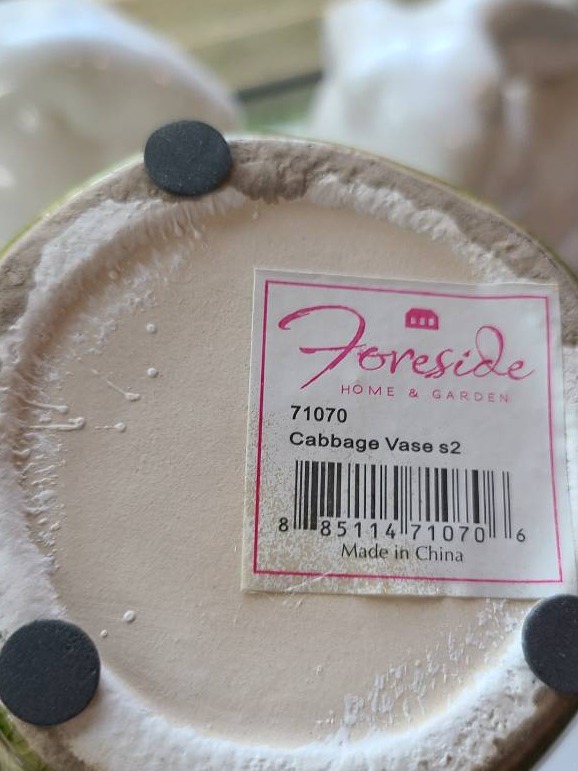 Foreside
HOME & GARDEN
71070
Cabbage Vase s2
8 85114 71070 6
Made in China